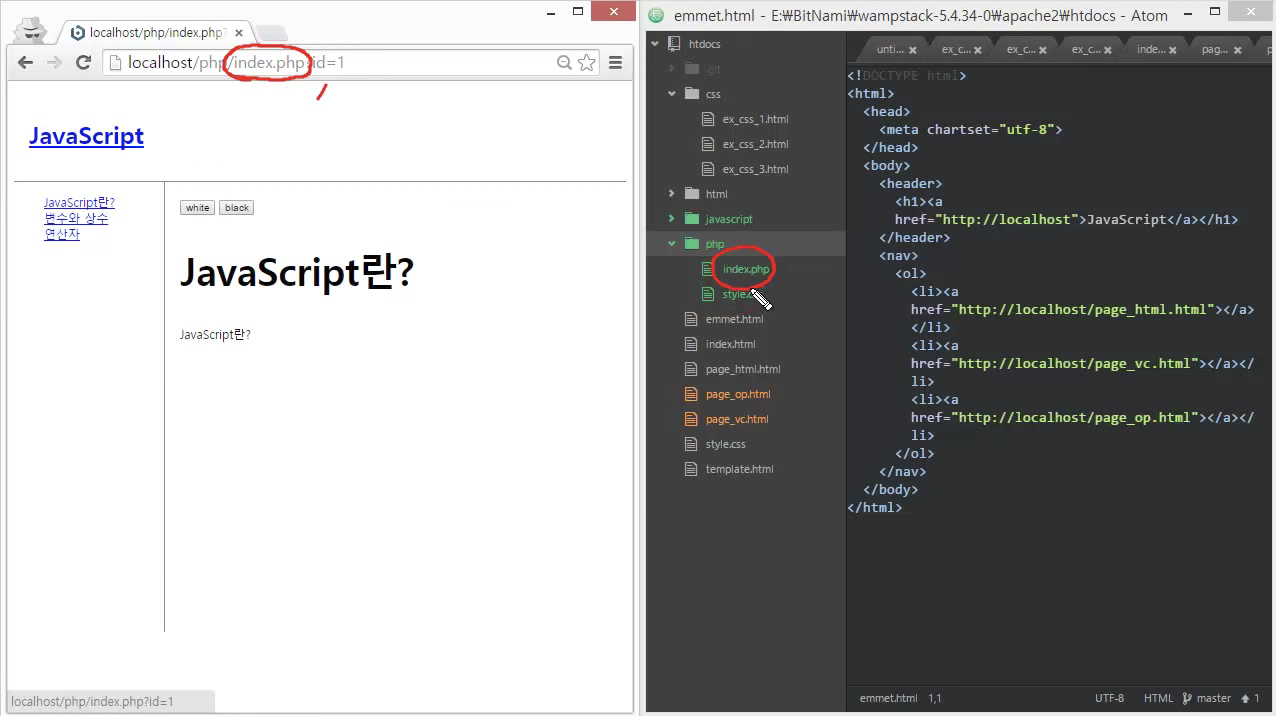 localhost/php/index.php?
localhost/php/index.php?id=1
JavaScript
JavaScript란?
변수와 상수
연산자
white
black
JavaScript란?
JavaScript란?
localhost/php/index.php?id=1
emmet.html - E:₩BitNami₩wampstack-5.4.34-0₩apache2₩htdocs - Atom
htdocs
.git
css
ex_css_1.html
ex_css_2.html
ex_css_3.html
html
javascript
php
index.php
emmet.html
index.html
page_html.html
page_op.html
page_vc.html
style.css
template.html
unti...
ex_c...
ex_c...
ex_c...
inde...
pag...
<!DOCTYPE html>
<html>
<head>
<meta chartset="utf-8">
</head>
<body>
<header>
<h1><a
href="http://localhost">JavaScript</a></h1>
</header>
<nav>
<ol>
<li><a
href="http://localhost/page_html.html"></a>
</li>
<li><a
href="http://localhost/page_vc.html"></a></
li>
<li><a
href="http://localhost/page_op.html"></a></
li>
</ol>
</nav>
</body>
</html>
emmet.html 1,1
UTF-8 HTML master 1